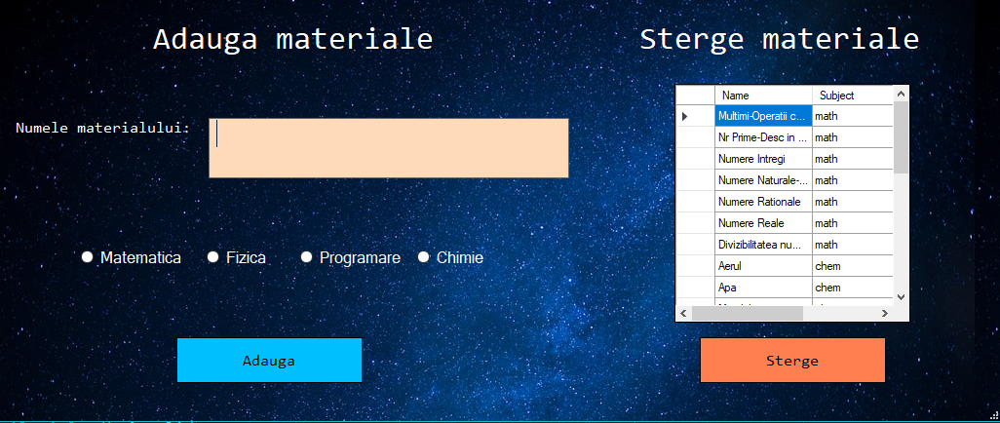 Adauga materiale
Numele materialului:
Matematica Fizica Programare Chimie
Adauga
Sterge materiale
Name Subject
Multimi-Operatii c... math
Nr Prime-Desc in ... math
Numere Intregi math
Numere Naturale-... math
Numere Rationale math
Numere Reale math
Divizibilitatea nu... math
Aerul chem
Apa chem
Sterge